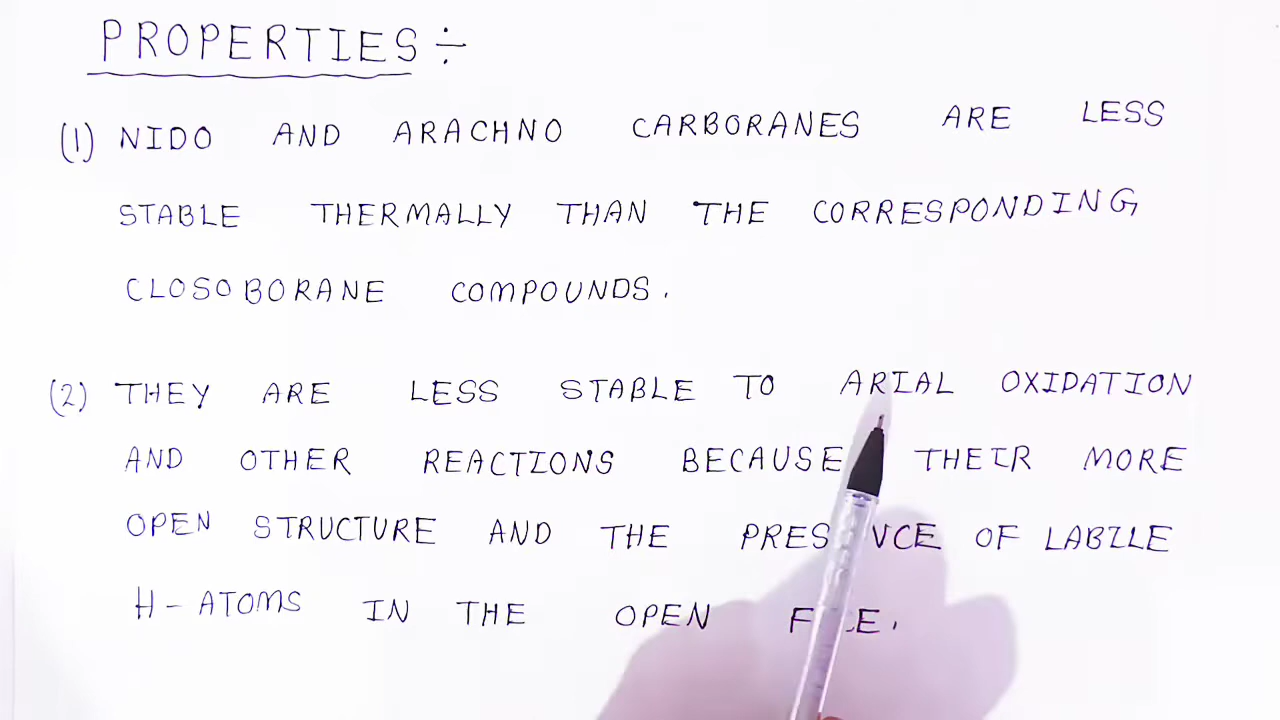 PROPERTIES ÷
(1) NIDO AND ARACHNO CARBORANES ARE LESS
STABLE THERMALLY THAN THE CORRESPONDING
CLOSOBORANE COMPOUNDS.
(2) THEY ARE LESS STABLE TO ARIAL OXIDATION
AND OTHER REACTIONS BECAUSE THEIR MORE
OPEN STRUCTURE AND THE OF LABILE
H-ATOMS IN THE OPEN